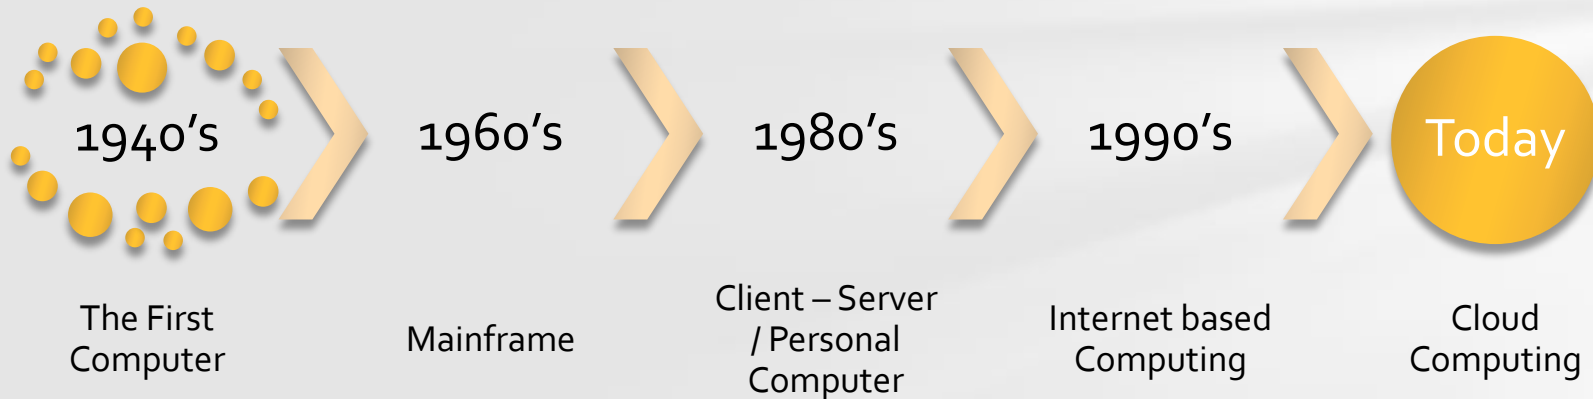 1940's
1960's
1980's
1990's
Today
The First
Computer
Mainframe
Client – Server
/ Personal
Computer
Internet based
Computing
Cloud
Computing